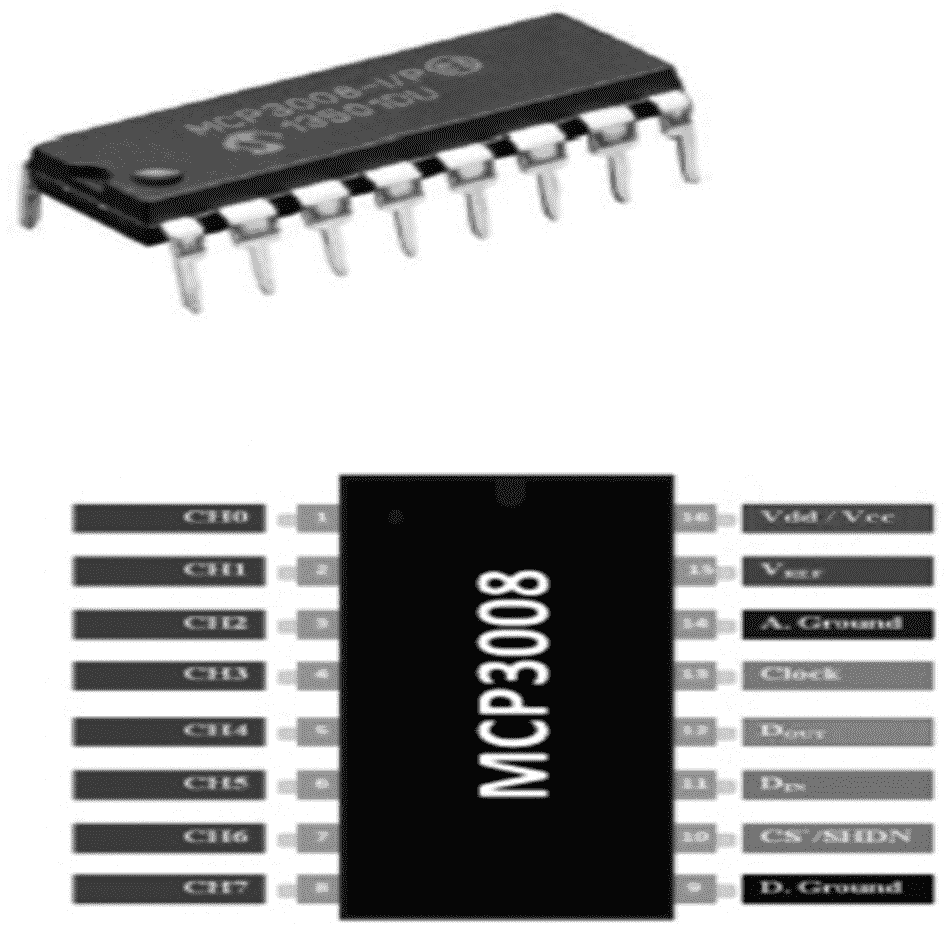 MCP3008-I/P
CH0 1 16 Vdd / Vcc
CH1 2 15 VREF
CH2 3 14 A. Ground
CH3 4 13 Clock
CH4 5 12 DOUT
CH5 6 11 DIN
CH6 7 10 CS'/SHDN
CH7 8 9 D. Ground
MCP3008